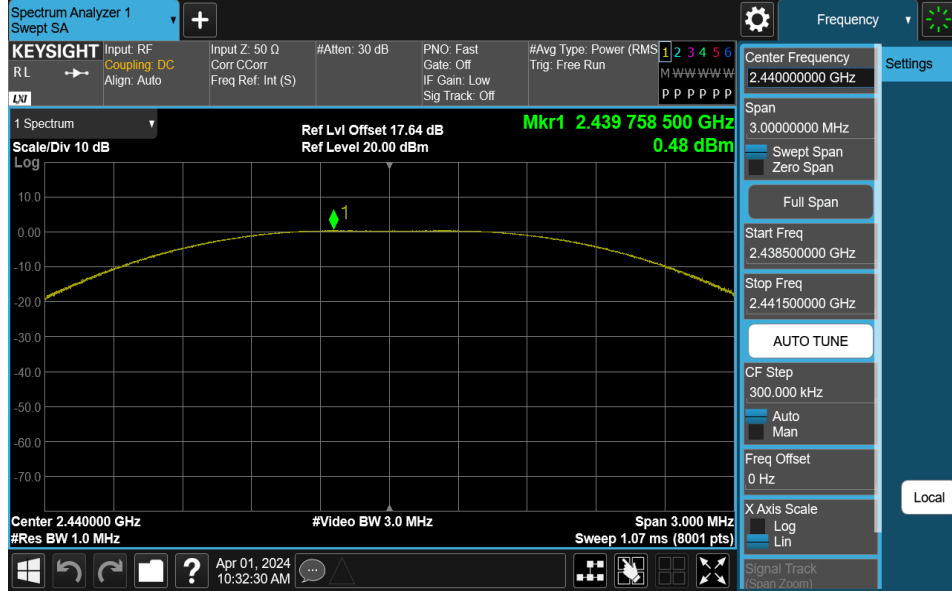 Spectrum Analyzer 1
Swept SA
+
Frequency
KEYSIGHT
RL
LXI
Input: RF
Coupling: DC
Align: Auto
Input Z: 50 Ω
Corr CCorr
Freq Ref: Int (S)
#Atten: 30 dB
PNO: Fast
Gate: Off
IF Gain: Low
Sig Track: Off
#Avg Type: Power (RMS
Trig: Free Run
1 2 3 4 5 6
M W W W W W
P P P P P P
1 Spectrum
Scale/Div 10 dB
Log
Ref Lvl Offset 17.64 dB
Ref Level 20.00 dBm
Mkr1 2.439 758 500 GHz
0.48 dBm
10.0
0.00
-10.0
-20.0
-30.0
-40.0
-50.0
-60.0
-70.0
1
Center 2.440000 GHz
#Res BW 1.0 MHz
#Video BW 3.0 MHz
Span 3.000 MHz
Sweep 1.07 ms (8001 pts)
?
Apr 01, 2024
10:32:30 AM
Center Frequency
2.440000000 GHz
Span
3.00000000 MHz
Swept Span
Zero Span
Full Span
Start Freq
2.438500000 GHz
Stop Freq
2.441500000 GHz
AUTO TUNE
CF Step
300.000 kHz
Auto
Man
Freq Offset
0 Hz
X Axis Scale
Log
Lin
Signal Track
(Span Zoom)
Settings
Local